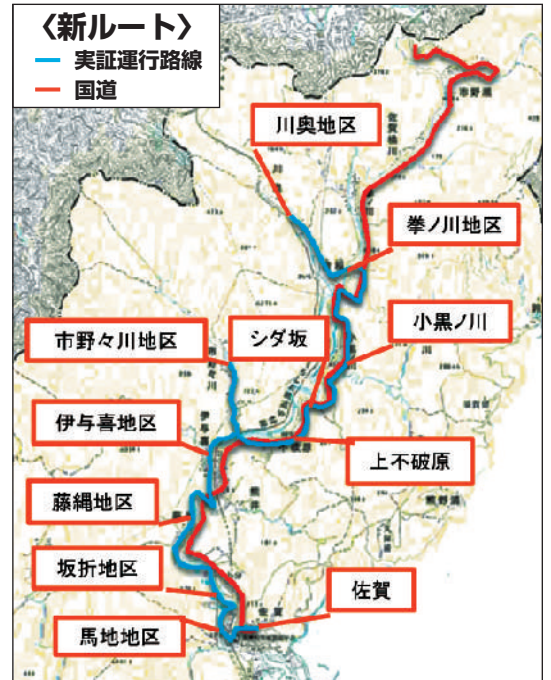 〈新ルート〉
実証運行路線
国道
市野瀬
川奥地区
拳ノ川地区
シダ坂
小黒ノ川
市野々川地区
伊与喜地区
上不破原
藤縄地区
坂折地区
佐賀
馬地地区